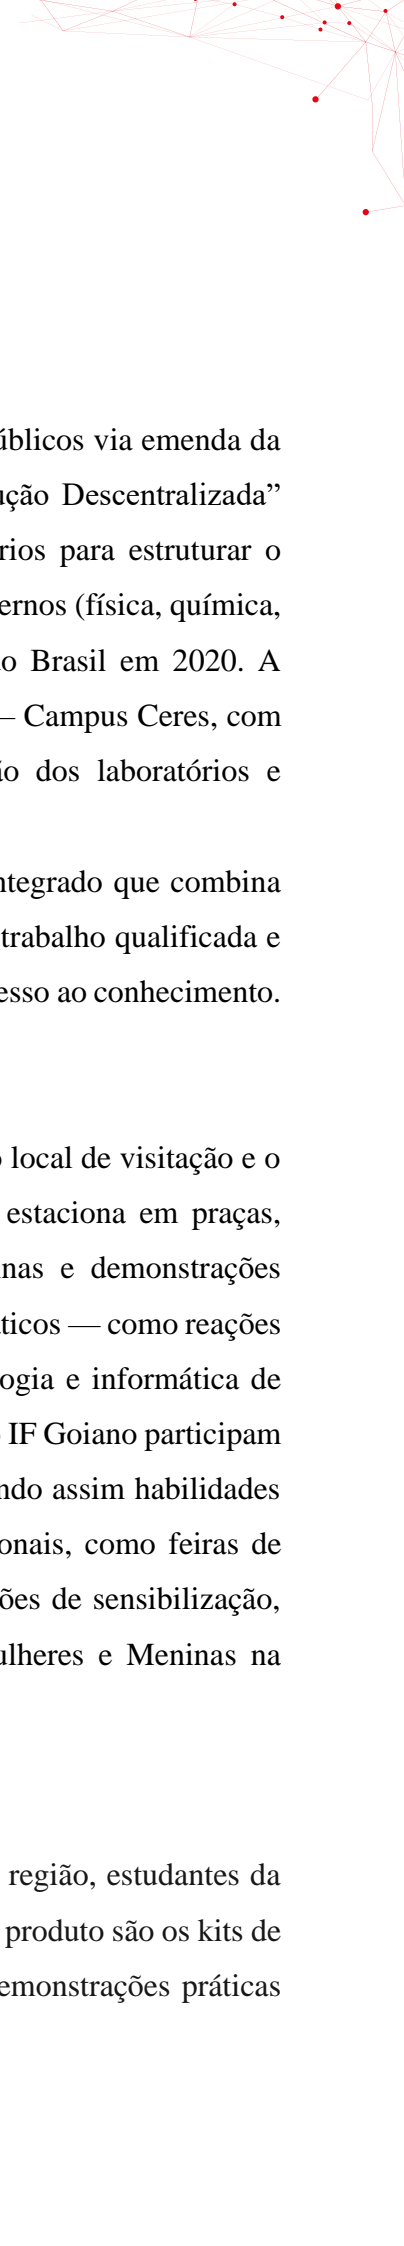 úblicos via emenda da
ução Descentralizada”
rios para estruturar o
ernos (física, química,
o Brasil em 2020. A
– Campus Ceres, com
ão dos laboratórios e
ntegrado que combina
trabalho qualificada e
esso ao conhecimento.
o local de visitação e o
estaciona em praças,
nas e demonstrações
ticos — como reações
ogia e informática de
IF Goiano participam
ndo assim habilidades
onais, como feiras de
ões de sensibilização,
ulheres e Meninas na
região, estudantes da
produto são os kits de
emonstrações práticas